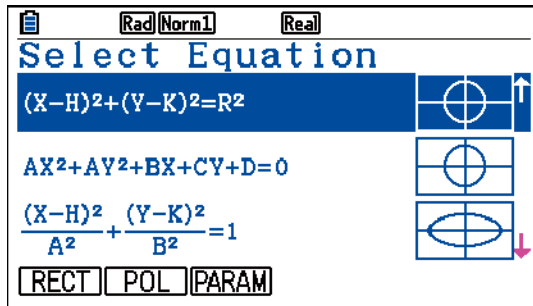 Rad Norm1 Real
Select Equation
(X−H)²+(Y−K)²=R²
AX²+AY²+BX+CY+D=0
(X−H)²/A²+(Y−K)²/B²=1
RECT POL PARAM